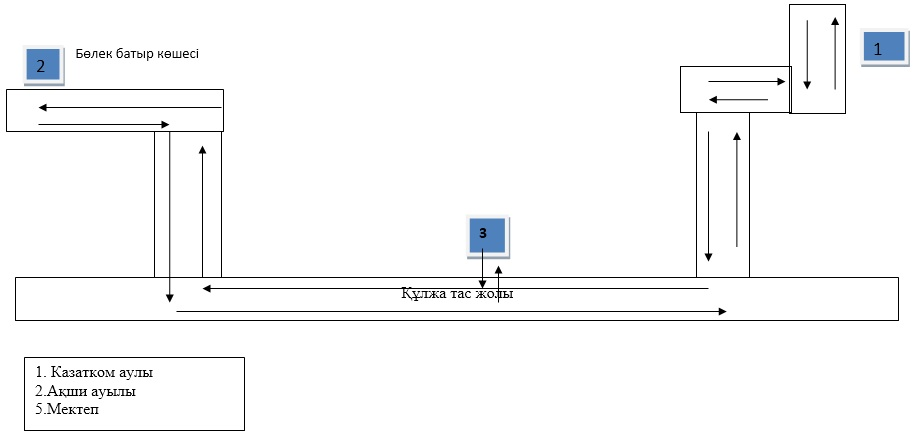 Бөлек батыр көшесі
2
1
3
Құлжа тас жолы
1. Казатком аулы
2.Ақши ауылы
5.Мектеп